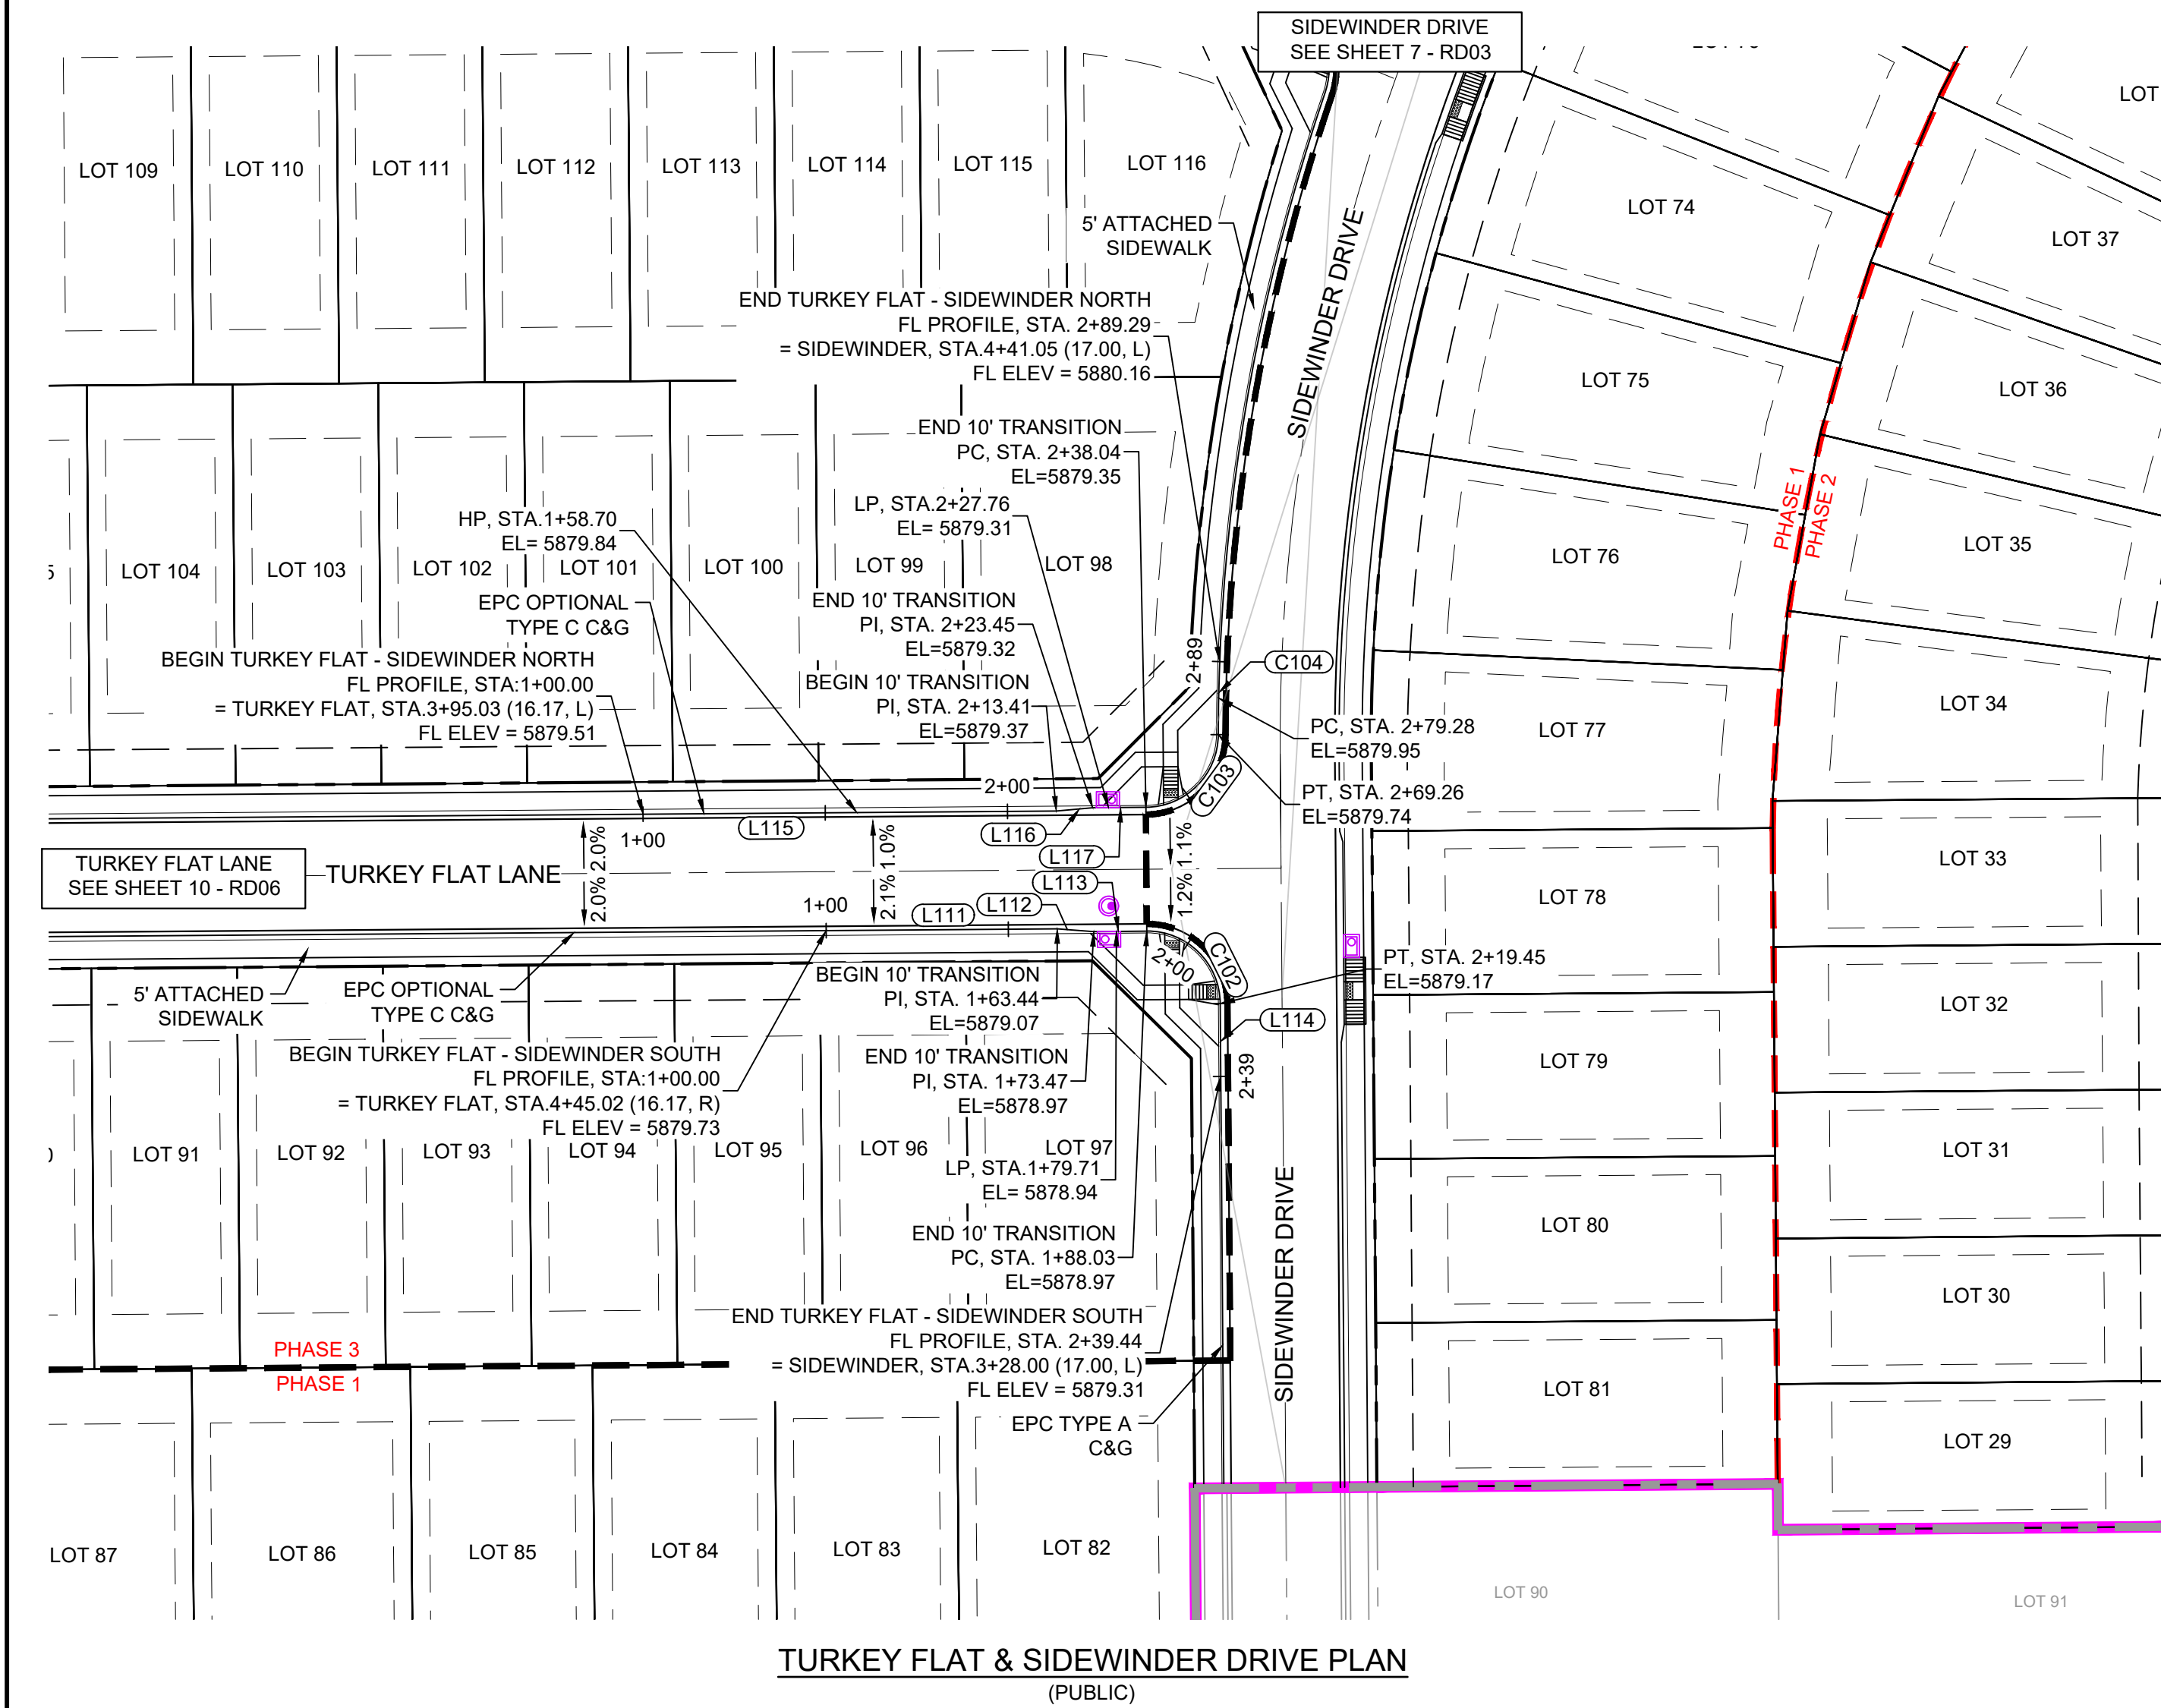 SIDEWINDER DRIVE
SEE SHEET 7 - RD03
LOT
LOT 109
LOT 110
LOT 111
LOT 112
LOT 113
LOT 114
LOT 115
LOT 116
LOT 74
LOT 37
5' ATTACHED
SIDEWALK
SIDEWINDER DRIVE
END TURKEY FLAT - SIDEWINDER NORTH
FL PROFILE, STA. 2+89.29
= SIDEWINDER, STA.4+41.05 (17.00, L)
FL ELEV = 5880.16
LOT 75
LOT 36
END 10' TRANSITION
PC, STA. 2+38.04
EL=5879.35
PHASE 1
PHASE 2
HP, STA.1+58.70
EL= 5879.84
LP, STA.2+27.76
EL= 5879.31
LOT 76
LOT 35
LOT 104
LOT 103
LOT 102
LOT 101
LOT 100
LOT 99
LOT 98
EPC OPTIONAL
TYPE C C&G
END 10' TRANSITION
PI, STA. 2+23.45
EL=5879.32
BEGIN TURKEY FLAT - SIDEWINDER NORTH
FL PROFILE, STA:1+00.00
= TURKEY FLAT, STA.3+95.03 (16.17, L)
FL ELEV = 5879.51
BEGIN 10' TRANSITION
PI, STA. 2+13.41
EL=5879.37
2+89
C104
LOT 34
PC, STA. 2+79.28
EL=5879.95
LOT 77
2+00
C103
PT, STA. 2+69.26
EL=5879.74
1+00
L115
L116
L117
TURKEY FLAT LANE
SEE SHEET 10 - RD06
TURKEY FLAT LANE
2.0% 2.0%
2.1% 1.0%
1.2% 1.1%
LOT 33
L113
LOT 78
1+00
L111
L112
C102
2+00
PT, STA. 2+19.45
EL=5879.17
5' ATTACHED
SIDEWALK
EPC OPTIONAL
TYPE C C&G
BEGIN 10' TRANSITION
PI, STA. 1+63.44
EL=5879.07
L114
LOT 32
BEGIN TURKEY FLAT - SIDEWINDER SOUTH
FL PROFILE, STA:1+00.00
= TURKEY FLAT, STA.4+45.02 (16.17, R)
FL ELEV = 5879.73
END 10' TRANSITION
PI, STA. 1+73.47
EL=5878.97
2+39
LOT 79
LOT 91
LOT 92
LOT 93
LOT 94
LOT 95
LOT 96
LOT 97
LOT 31
LP, STA.1+79.71
EL= 5878.94
LOT 80
END 10' TRANSITION
PC, STA. 1+88.03
EL=5878.97
SIDEWINDER DRIVE
LOT 30
END TURKEY FLAT - SIDEWINDER SOUTH
FL PROFILE, STA. 2+39.44
= SIDEWINDER, STA.3+28.00 (17.00, L)
FL ELEV = 5879.31
PHASE 3
PHASE 1
LOT 81
EPC TYPE A
C&G
LOT 29
LOT 87
LOT 86
LOT 85
LOT 84
LOT 83
LOT 82
LOT 90
LOT 91
TURKEY FLAT & SIDEWINDER DRIVE PLAN
(PUBLIC)